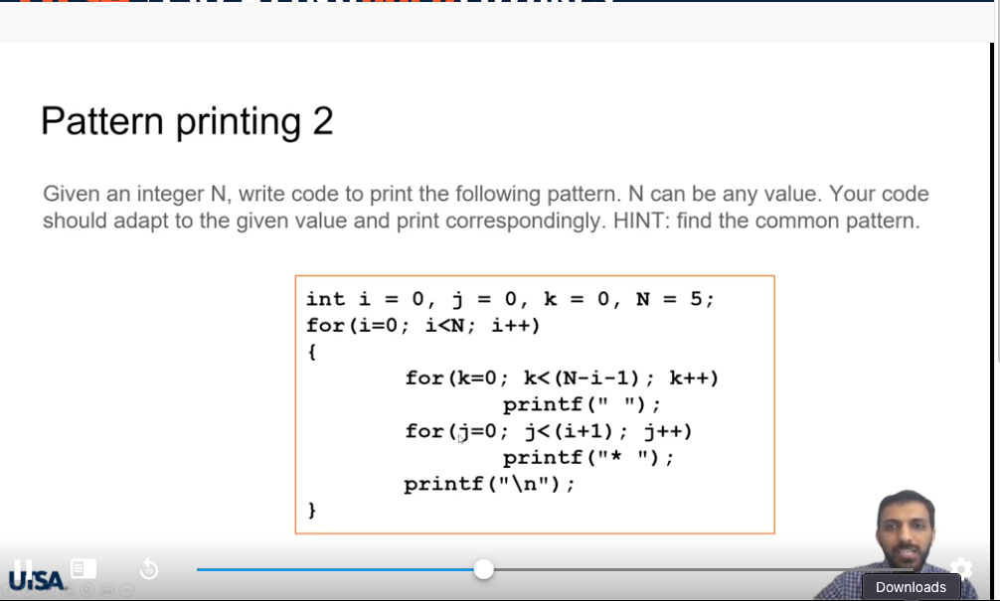 Pattern printing 2
Given an integer N, write code to print the following pattern. N can be any value. Your code
should adapt to the given value and print correspondingly. HINT: find the common pattern.
int i = 0, j = 0, k = 0, N = 5;
for(i=0; i<N; i++)
{
for(k=0; k<(N-i-1); k++)
printf(" ");
for(j=0; j<(i+1); j++)
printf("* ");
printf("\n");
}
10
UTSA
Downloads